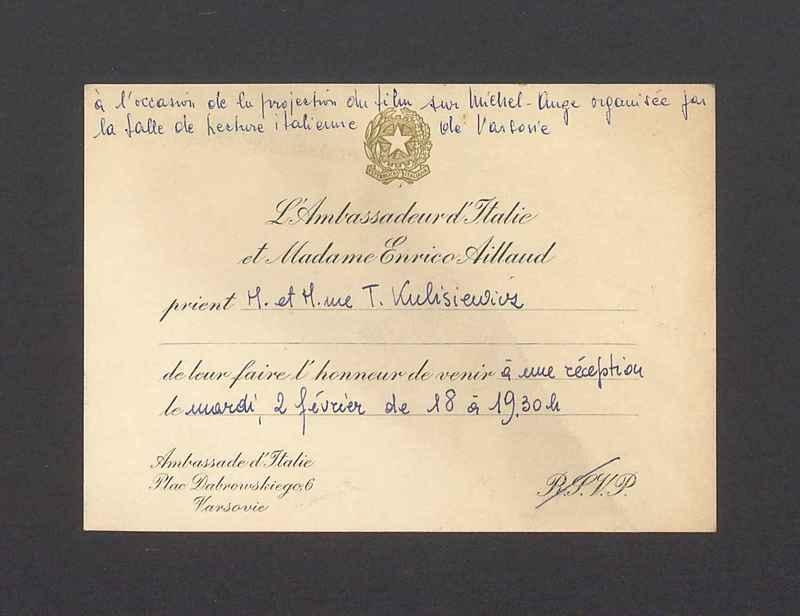 à l'occasion de la projection du film sur Michel-Ange organisée par
la Salle de Lecture italienne de Varsovie
L'Ambassadeur d'Italie
et Madame Enrico Aillaud
prient M. et M.me T. Kulisiewicz
de leur faire l'honneur de venir à une réception
le mardi, 2 février de 18 à 19,30 h
Ambassade d'Italie
Plac Dabrowskiego, 6
Varsovie
R.S.V.P.